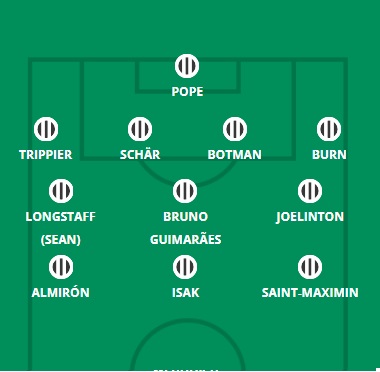 POPE
TRIPPIER SCHÄR BOTMAN BURN
LONGSTAFF (SEAN) BRUNO GUIMARÃES JOELINTON
ALMIRÓN ISAK SAINT-MAXIMIN